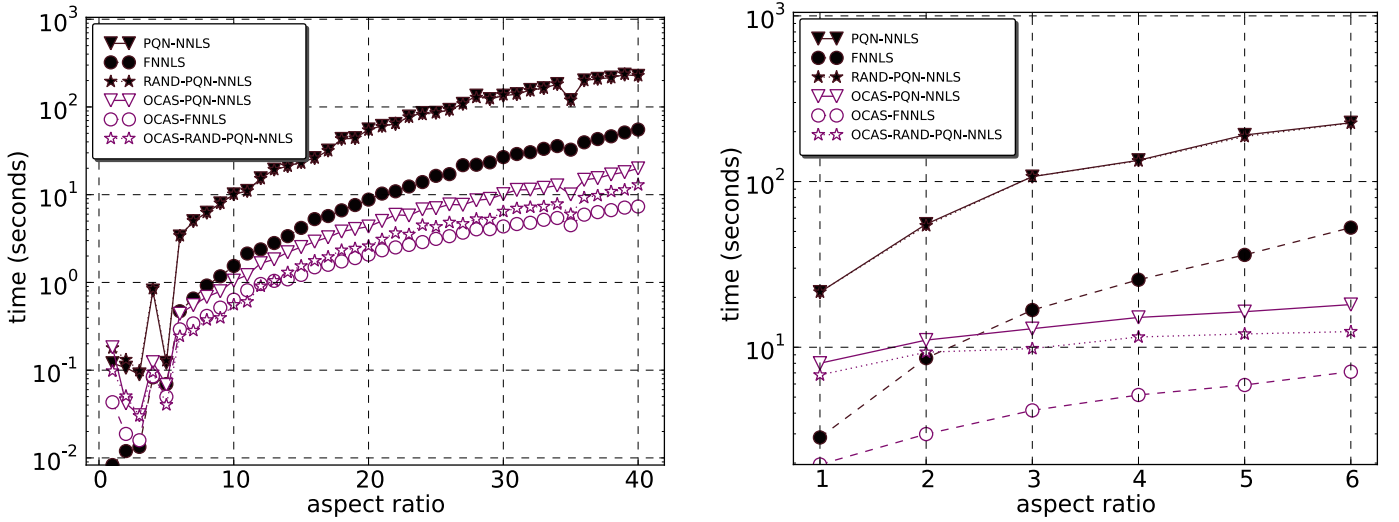 10^3
10^2
10^1
10^0
10^-1
10^-2
time (seconds)
PQN-NNLS
FNNLS
RAND-PQN-NNLS
OCAS-PQN-NNLS
OCAS-FNNLS
OCAS-RAND-PQN-NNLS
0 10 20 30 40
aspect ratio
10^3
10^2
10^1
time (seconds)
PQN-NNLS
FNNLS
RAND-PQN-NNLS
OCAS-PQN-NNLS
OCAS-FNNLS
OCAS-RAND-PQN-NNLS
1 2 3 4 5 6
aspect ratio